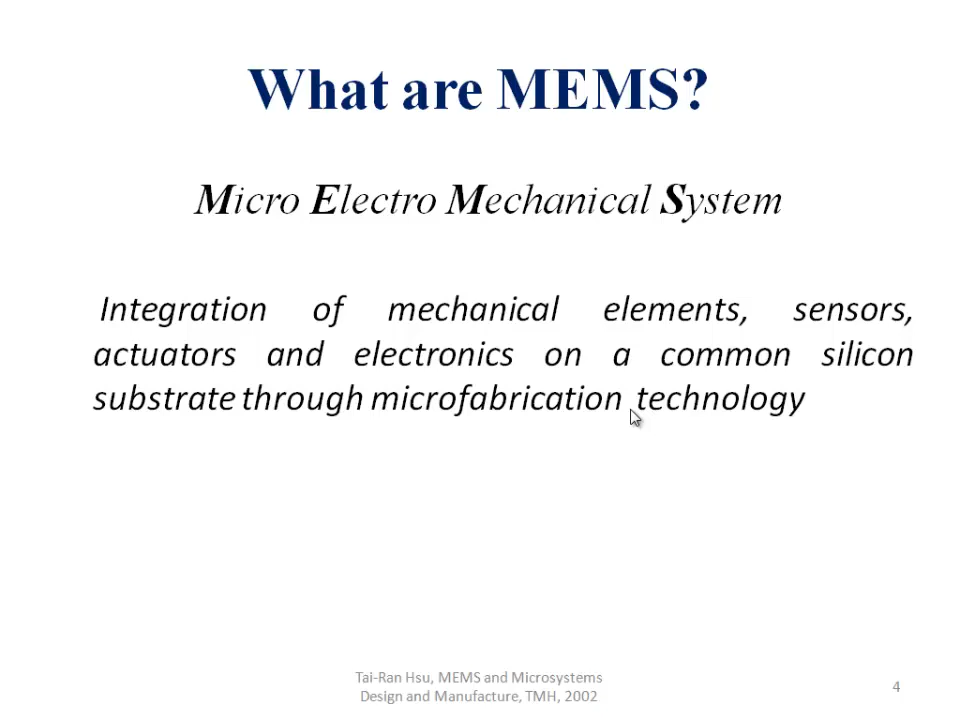 What are MEMS?
Micro Electro Mechanical System
Integration of mechanical elements, sensors,
actuators and electronics on a common silicon
substrate through microfabrication technology
Tai-Ran Hsu, MEMS and Microsystems
Design and Manufacture, TMH, 2002
4